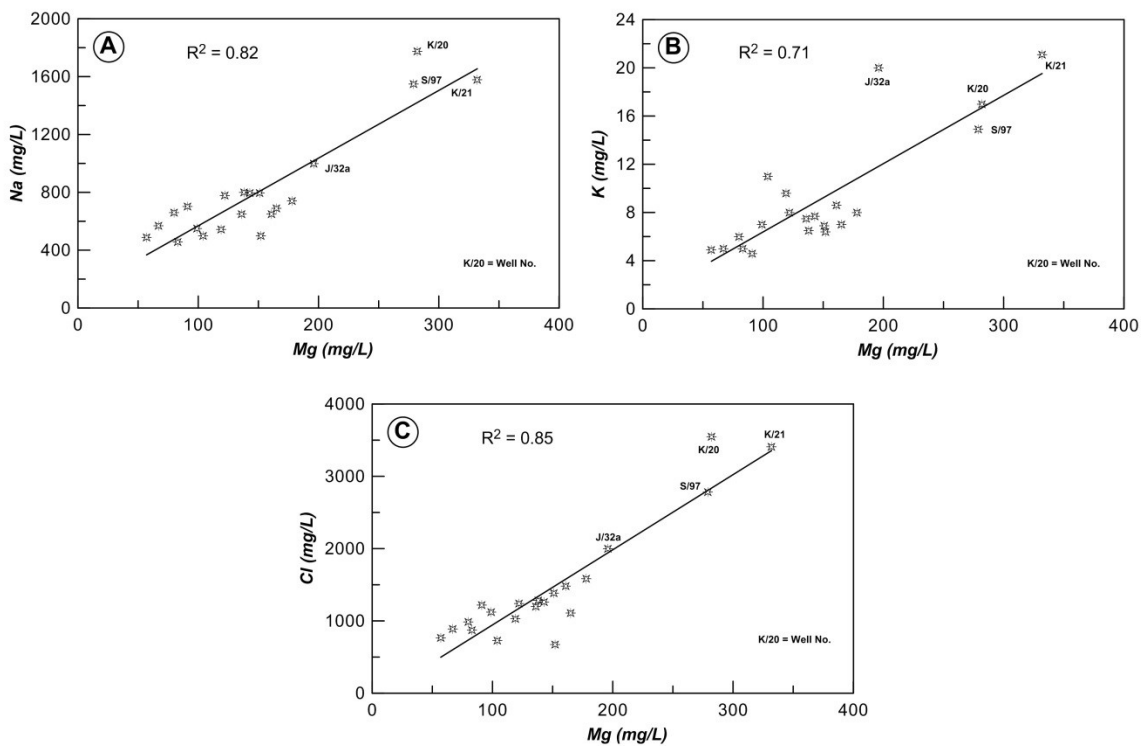 A
R² = 0.82
2000
1600
1200
800
400
0
Na (mg/L)
K/20
S/97
K/21
J/32a
K/20 = Well No.
0 100 200 300 400
Mg (mg/L)
B
R² = 0.71
24
20
16
12
8
4
0
K (mg/L)
J/32a
K/21
K/20
S/97
K/20 = Well No.
0 100 200 300 400
Mg (mg/L)
C
R² = 0.85
4000
3000
2000
1000
0
Cl (mg/L)
K/21
K/20
S/97
J/32a
K/20 = Well No.
0 100 200 300 400
Mg (mg/L)